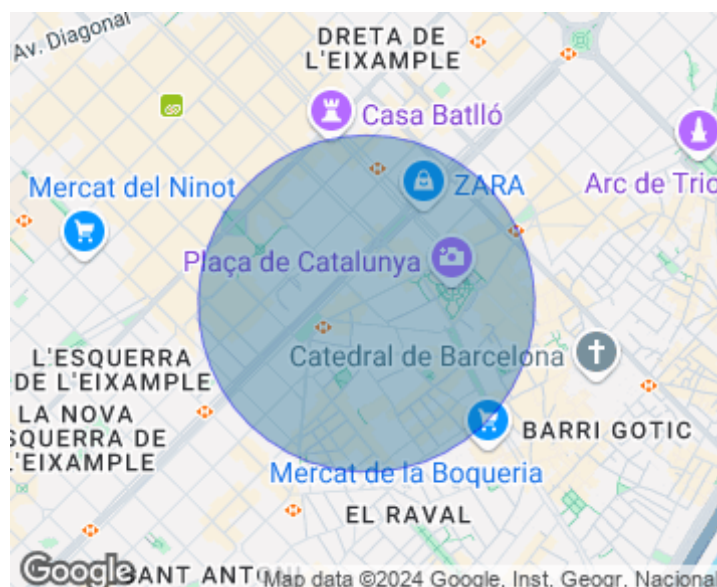 Av. Diagonal
DRETA DE
L'EIXAMPLE
Casa Batlló
Mercat del Ninot
ZARA
Arc de Trio
Plaça de Catalunya
L'ESQUERRA
DE L'EIXAMPLE
Catedral de Barcelona
LA NOVA
SQUERRA DE
L'EIXAMPLE
BARRI GOTIC
Mercat de la Boqueria
EL RAVAL
Google
SANT ANTONI
Map data ©2024 Google, Inst. Geogr. Nacional